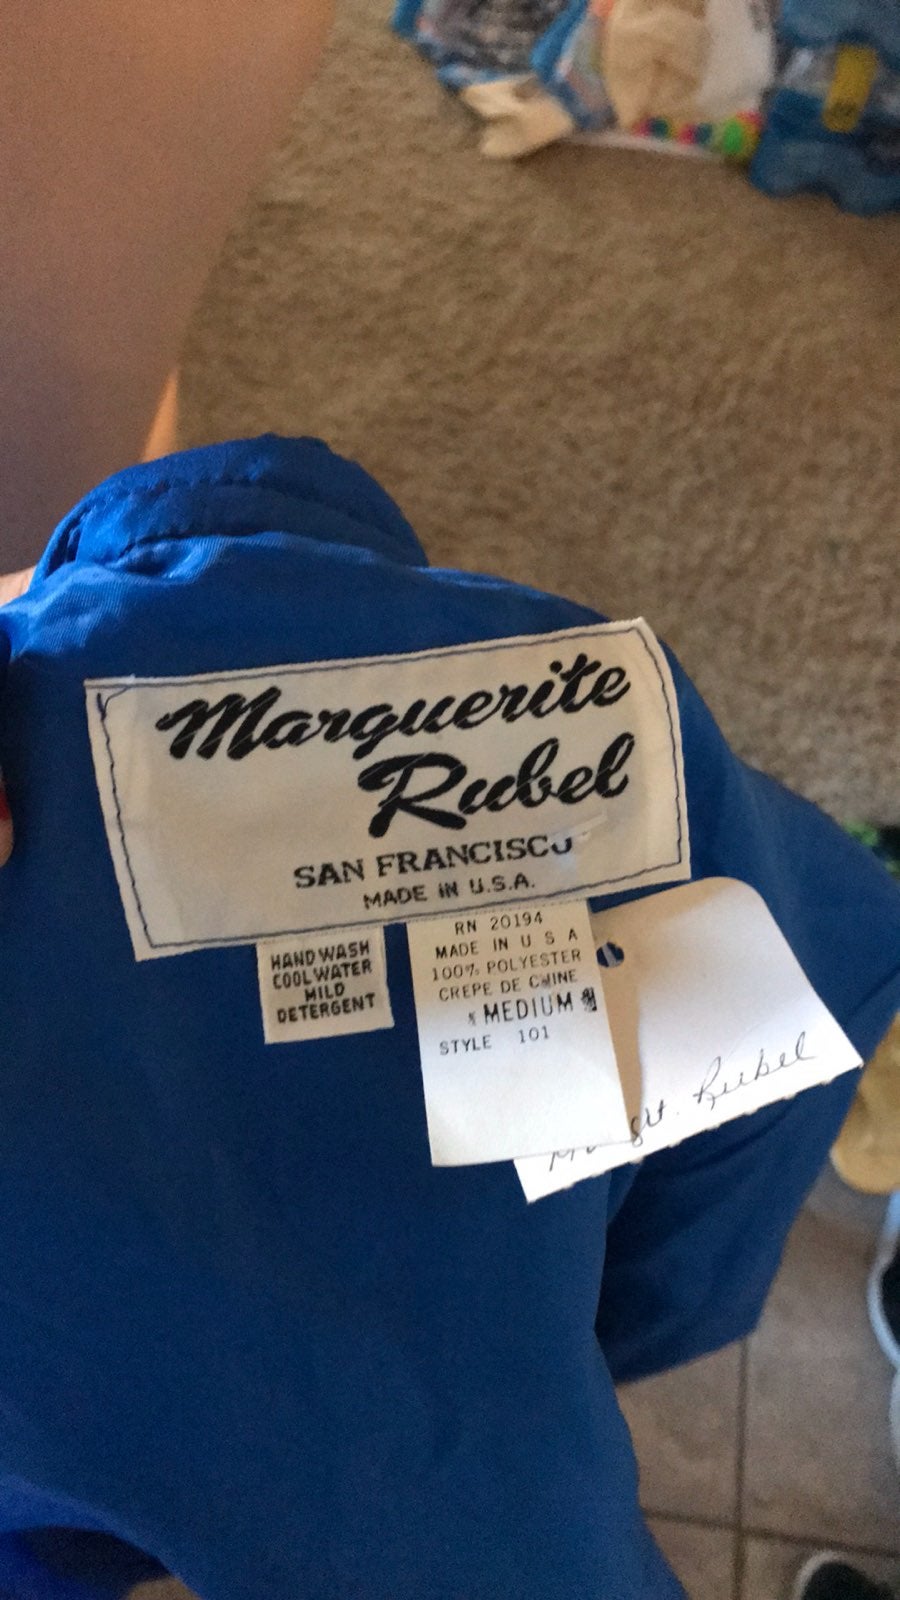 Marguerite
Rubel
SAN FRANCISCO
MADE IN U.S.A.
HAND WASH
COOL WATER
MILD
DETERGENT
RN 20194
MADE IN U S A
100% POLYESTER
CREPE DE CHINE
MEDIUM
STYLE 101
Rubel